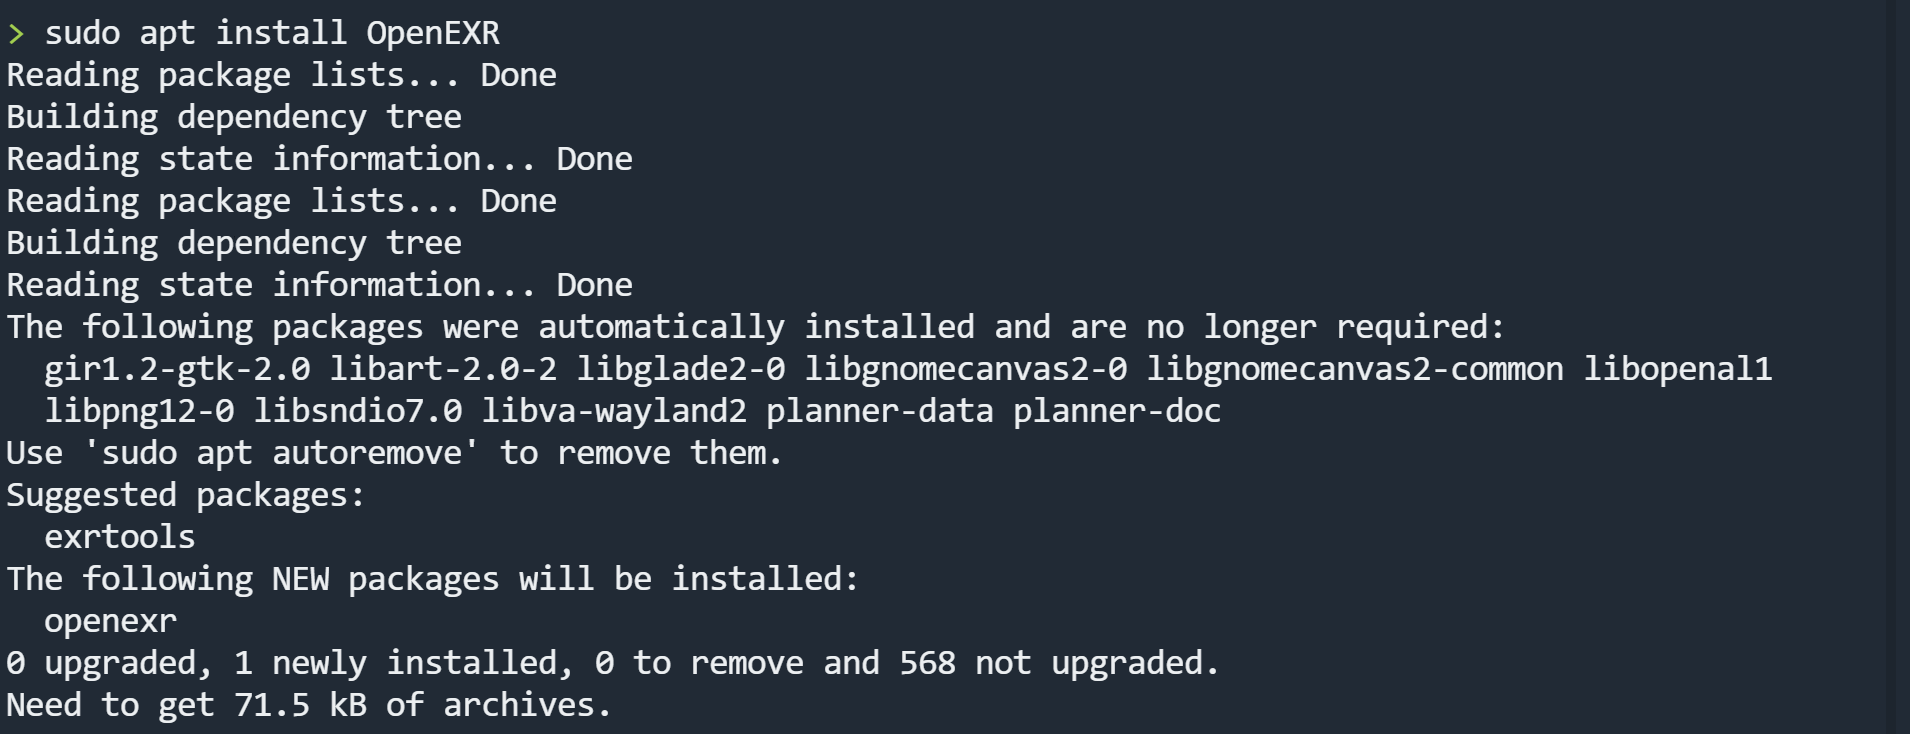 > sudo apt install OpenEXR
Reading package lists... Done
Building dependency tree
Reading state information... Done
Reading package lists... Done
Building dependency tree
Reading state information... Done
The following packages were automatically installed and are no longer required:
  gir1.2-gtk-2.0 libart-2.0-2 libglade2-0 libgnomecanvas2-0 libgnomecanvas2-common libopenal1
  libpng12-0 libsndio7.0 libva-wayland2 planner-data planner-doc
Use 'sudo apt autoremove' to remove them.
Suggested packages:
  exrtools
The following NEW packages will be installed:
  openexr
0 upgraded, 1 newly installed, 0 to remove and 568 not upgraded.
Need to get 71.5 kB of archives.